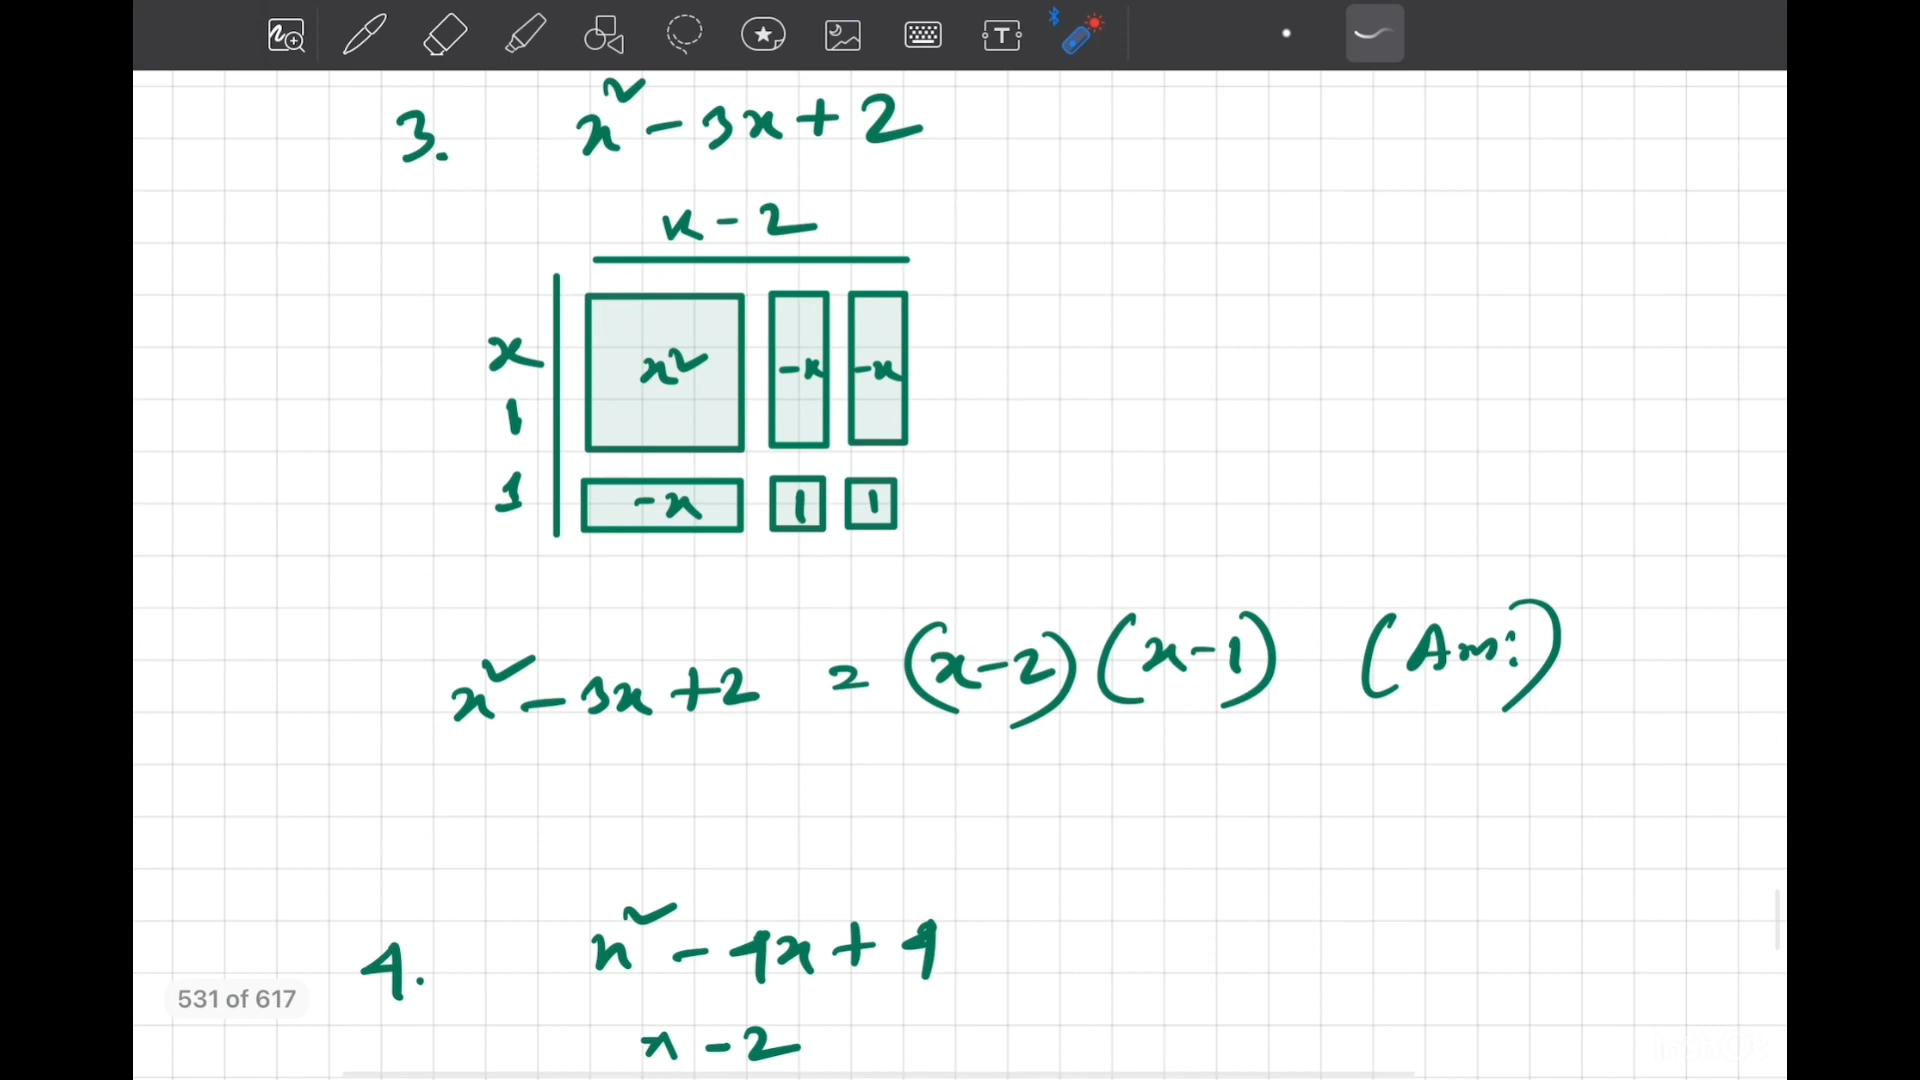 3. x² - 3x + 2
x - 2
x
1
1
x² -x -x
-x 1 1
x² - 3x + 2 = (x-2)(x-1) (Ans:)
4. x² - 4x + 4
x - 2
531 of 617